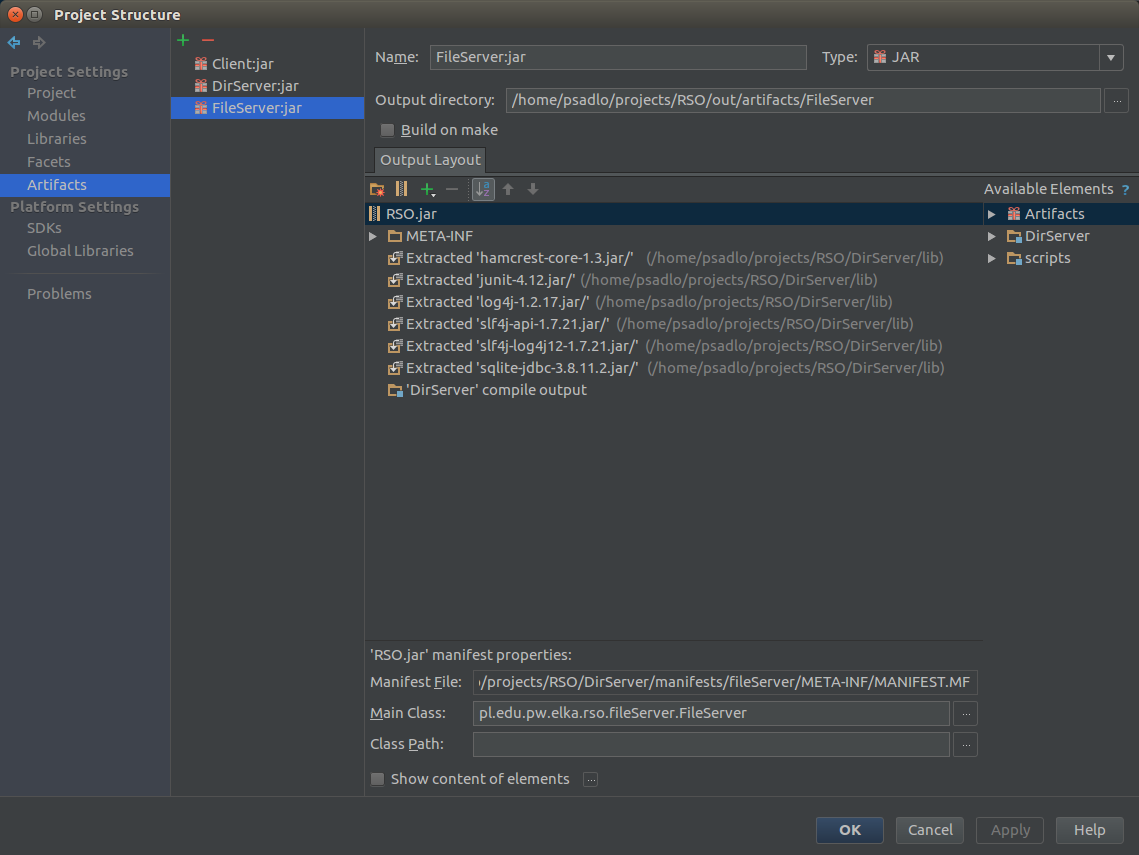 Project Structure
Project Settings
Project
Modules
Libraries
Facets
Artifacts
Platform Settings
SDKs
Global Libraries
Problems
Client:jar
DirServer:jar
FileServer:jar
Name: FileServer:jar Type: JAR
Output directory: /home/psadlo/projects/RSO/out/artifacts/FileServer ...
Build on make
Output Layout
Available Elements ?
RSO.jar
META-INF
Extracted 'hamcrest-core-1.3.jar/' (/home/psadlo/projects/RSO/DirServer/lib)
Extracted 'junit-4.12.jar/' (/home/psadlo/projects/RSO/DirServer/lib)
Extracted 'log4j-1.2.17.jar/' (/home/psadlo/projects/RSO/DirServer/lib)
Extracted 'slf4j-api-1.7.21.jar/' (/home/psadlo/projects/RSO/DirServer/lib)
Extracted 'slf4j-log4j12-1.7.21.jar/' (/home/psadlo/projects/RSO/DirServer/lib)
Extracted 'sqlite-jdbc-3.8.11.2.jar/' (/home/psadlo/projects/RSO/DirServer/lib)
'DirServer' compile output
Artifacts
DirServer
scripts
'RSO.jar' manifest properties:
Manifest File: /projects/RSO/DirServer/manifests/fileServer/META-INF/MANIFEST.MF
Main Class: pl.edu.pw.elka.rso.fileServer.FileServer ...
Class Path: ...
Show content of elements ...
OK Cancel Apply Help